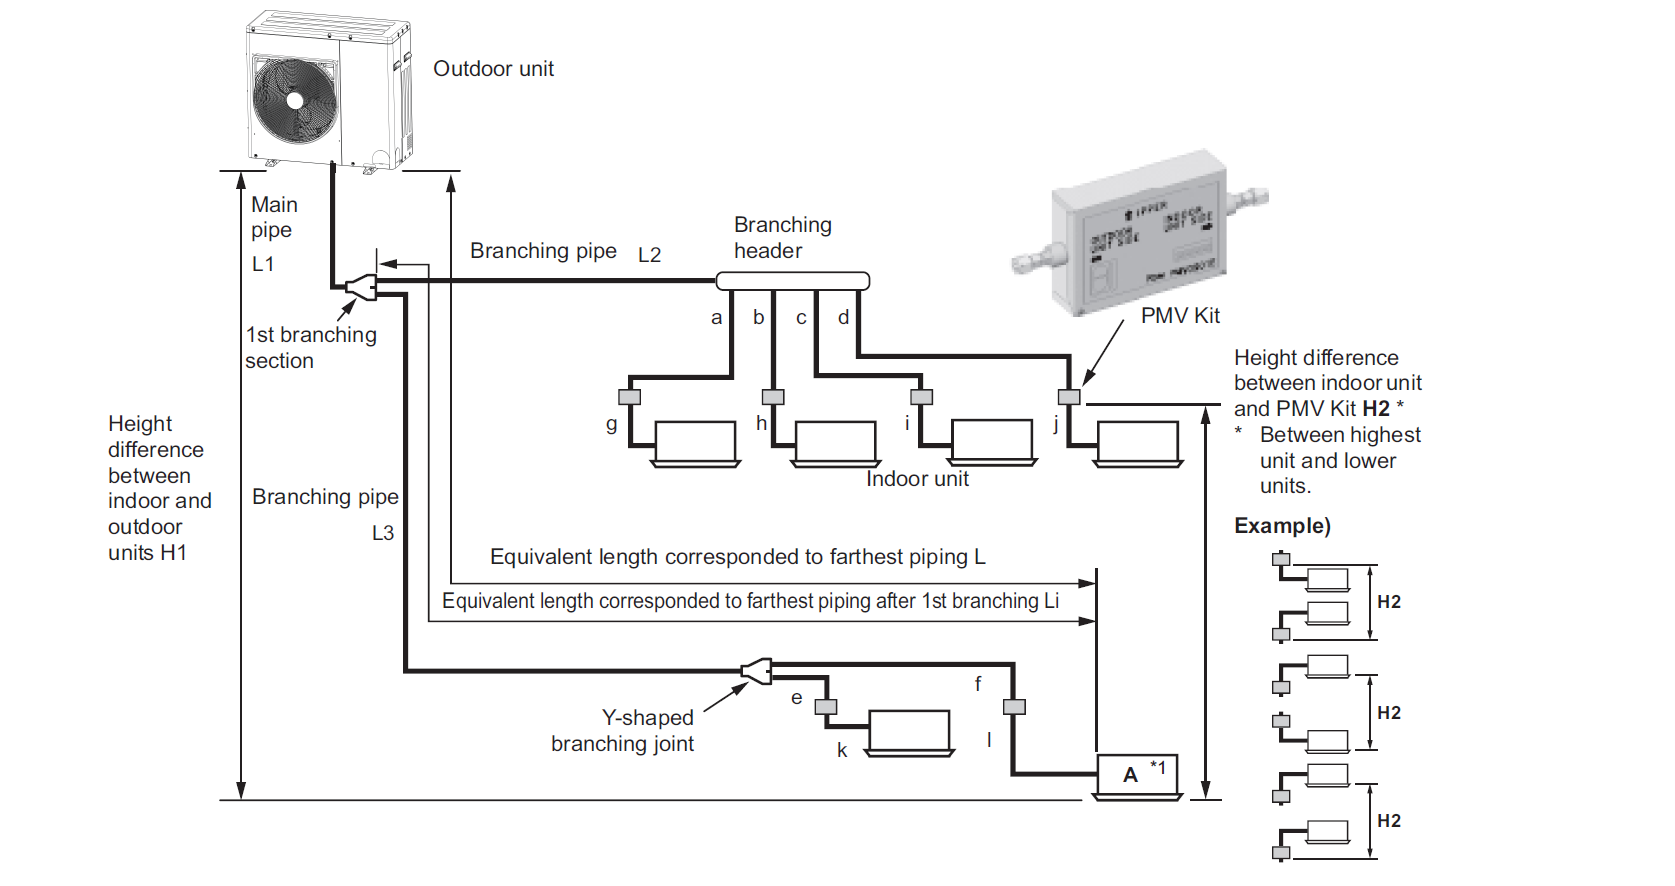 Outdoor unit
Main
pipe
L1
Branching pipe L2
Branching
header
1st branching
section
a
b
c
d
PMV Kit
g
h
i
j
Indoor unit
Height difference
between indoor unit
and PMV Kit H2 *
* Between highest
unit and lower
units.
Example)
H2
H2
H2
Height
difference
between
indoor and
outdoor
units H1
Branching pipe
L3
Equivalent length corresponded to farthest piping L
Equivalent length corresponded to farthest piping after 1st branching Li
Y-shaped
branching joint
e
f
k
l
A *1